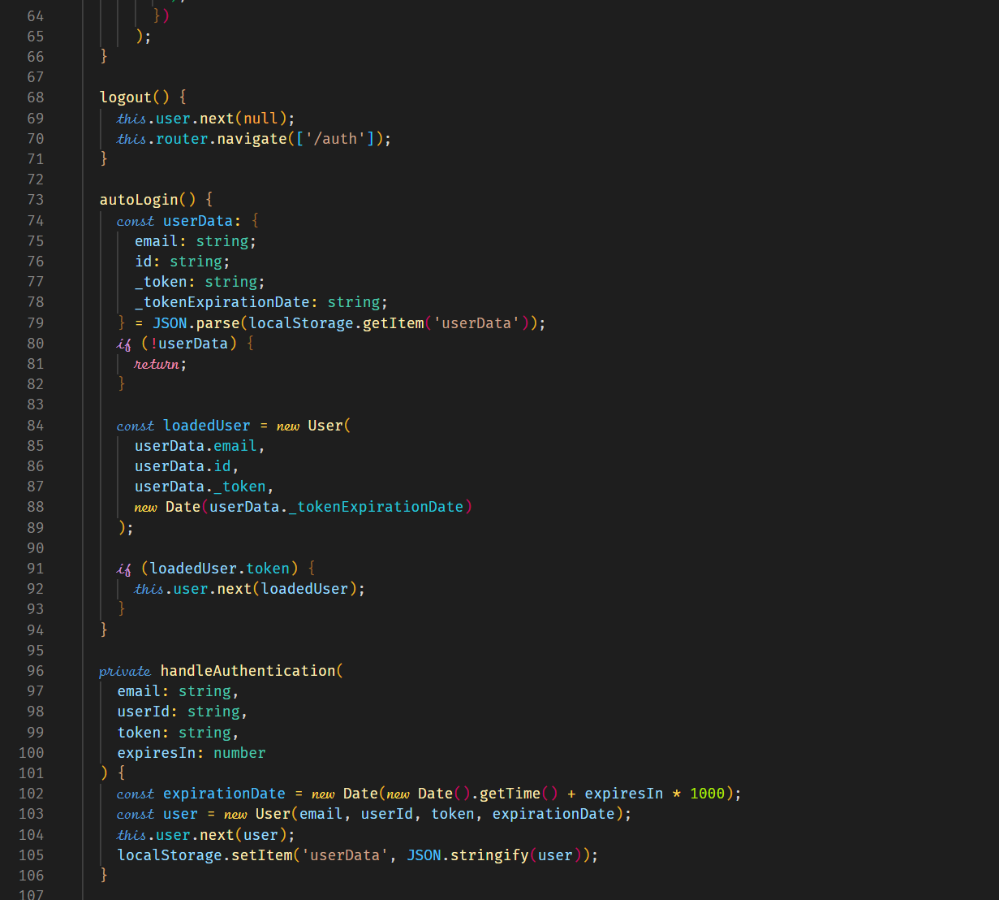 64 })
65 );
66 }
67
68 logout() {
69 this.user.next(null);
70 this.router.navigate(['/auth']);
71 }
72
73 autoLogin() {
74 const userData: {
75 email: string;
76 id: string;
77 _token: string;
78 _tokenExpirationDate: string;
79 } = JSON.parse(localStorage.getItem('userData'));
80 if (!userData) {
81 return;
82 }
83
84 const loadedUser = new User(
85 userData.email,
86 userData.id,
87 userData._token,
88 new Date(userData._tokenExpirationDate)
89 );
90
91 if (loadedUser.token) {
92 this.user.next(loadedUser);
93 }
94 }
95
96 private handleAuthentication(
97 email: string,
98 userId: string,
99 token: string,
100 expiresIn: number
101 ) {
102 const expirationDate = new Date(new Date().getTime() + expiresIn * 1000);
103 const user = new User(email, userId, token, expirationDate);
104 this.user.next(user);
105 localStorage.setItem('userData', JSON.stringify(user));
106 }
107